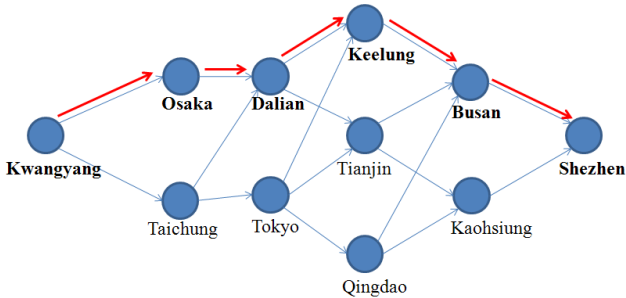 Keelung
Osaka
Dalian
Busan
Kwangyang
Tianjin
Shezhen
Taichung
Tokyo
Kaohsiung
Qingdao